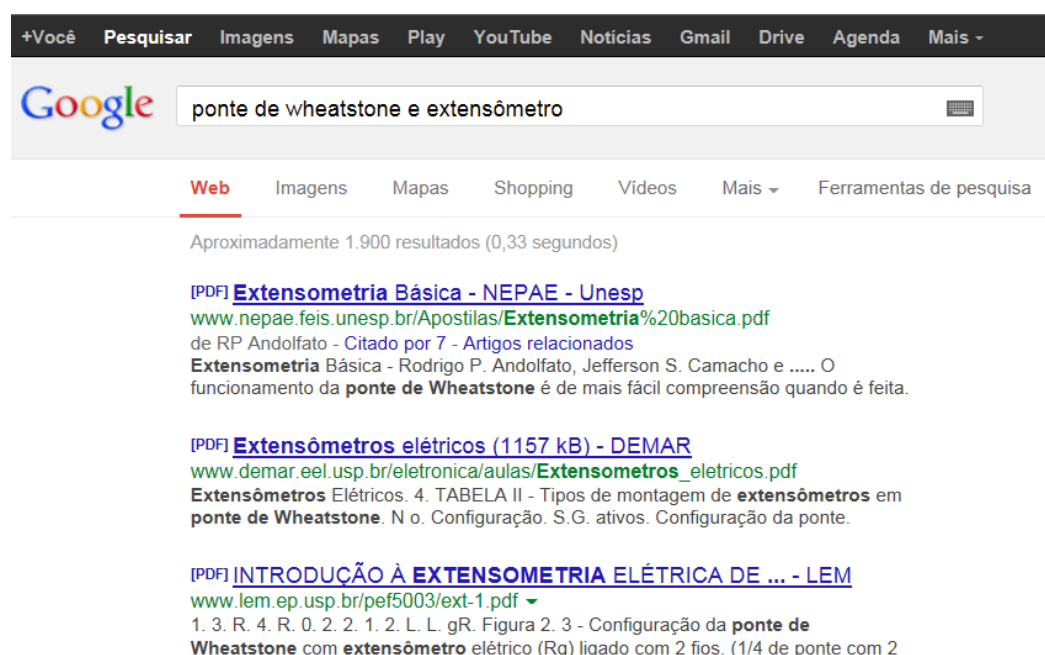 +Você Pesquisar Imagens Mapas Play YouTube Notícias Gmail Drive Agenda Mais
Google ponte de wheatstone e extensômetro
Web Imagens Mapas Shopping Vídeos Mais Ferramentas de pesquisa
Aproximadamente 1.900 resultados (0,33 segundos)
[PDF] Extensometria Básica - NEPAE - Unesp
www.nepae.feis.unesp.br/Apostilas/Extensometria%20basica.pdf
de RP Andolfato - Citado por 7 - Artigos relacionados
Extensometria Básica - Rodrigo P. Andolfato, Jefferson S. Camacho e ..... O
funcionamento da ponte de Wheatstone é de mais fácil compreensão quando é feita.
[PDF] Extensômetros elétricos (1157 kB) - DEMAR
www.demar.eel.usp.br/eletronica/aulas/Extensometros_eletricos.pdf
Extensômetros Elétricos. 4. TABELA II - Tipos de montagem de extensômetros em
ponte de Wheatstone. N o. Configuração. S.G. ativos. Configuração da ponte.
[PDF] INTRODUÇÃO À EXTENSOMETRIA ELÉTRICA DE ... - LEM
www.lem.ep.usp.br/pef5003/ext-1.pdf
1. 3. R. 4. R. 0. 2. 2. 1. 2. L. L. gR. Figura 2. 3 - Configuração da ponte de
Wheatstone com extensômetro elétrico (Rg) ligado com 2 fios. (1/4 de ponte com 2